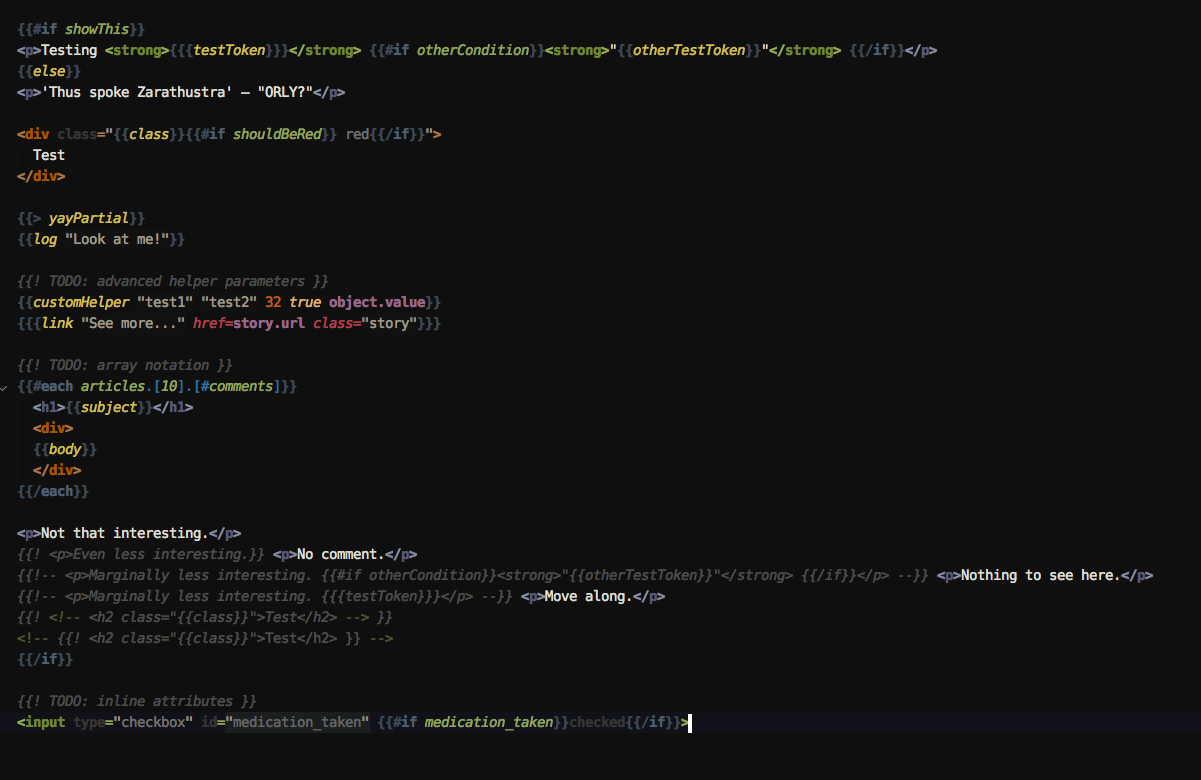 {{#if showThis}}
<p>Testing <strong>{{{testToken}}}</strong> {{#if otherCondition}}<strong>"{{otherTestToken}}"</strong> {{/if}}</p>
{{else}}
<p>'Thus spoke Zarathustra' — "ORLY?"</p>
<div class="{{class}}{{#if shouldBeRed}} red{{/if}}">
Test
</div>
{{> yayPartial}}
{{log "Look at me!"}}
{{! TODO: advanced helper parameters }}
{{customHelper "test1" "test2" 32 true object.value}}
{{{link "See more..." href=story.url class="story"}}}
{{! TODO: array notation }}
{{#each articles.[10].[#comments]}}
<h1>{{subject}}</h1>
<div>
{{body}}
</div>
{{/each}}
<p>Not that interesting.</p>
{{! <p>Even less interesting.}} <p>No comment.</p>
{{!-- <p>Marginally less interesting. {{#if otherCondition}}<strong>"{{otherTestToken}}"</strong> {{/if}}</p> --}} <p>Nothing to see here.</p>
{{!-- <p>Marginally less interesting. {{{testToken}}}</p> --}} <p>Move along.</p>
{{! <!-- <h2 class="{{class}}">Test</h2> --> }}
<!-- {{! <h2 class="{{class}}">Test</h2> }} -->
{{/if}}
{{! TODO: inline attributes }}
<input type="checkbox" id="medication_taken" {{#if medication_taken}}checked{{/if}}>